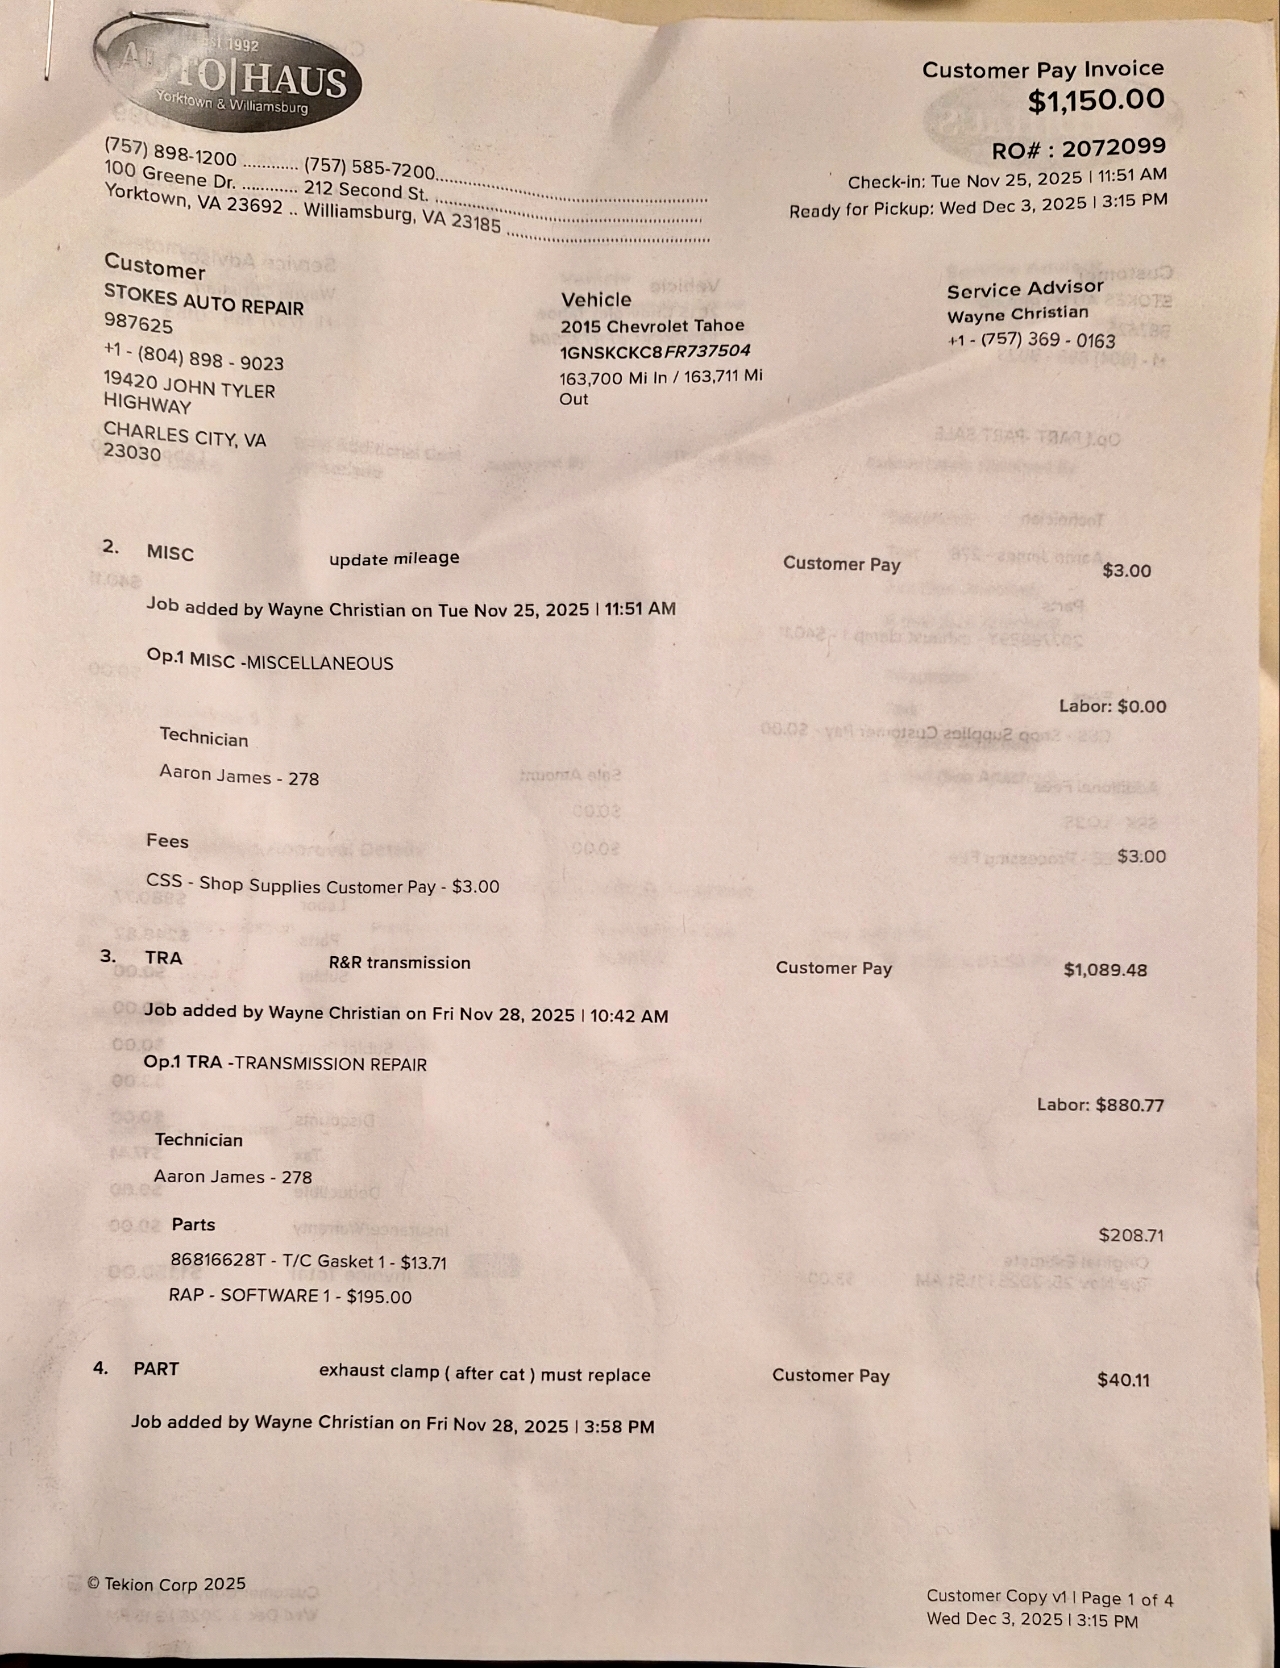 Est 1992
AUTO|HAUS
Yorktown & Williamsburg
(757) 898-1200 ........... (757) 585-7200
100 Greene Dr. ............ 212 Second St.
Yorktown, VA 23692 .. Williamsburg, VA 23185
Customer Pay Invoice
$1,150.00
RO# : 2072099
Check-in: Tue Nov 25, 2025 | 11:51 AM
Ready for Pickup: Wed Dec 3, 2025 | 3:15 PM
Customer
STOKES AUTO REPAIR
987625
+1 - (804) 898 - 9023
19420 JOHN TYLER
HIGHWAY
CHARLES CITY, VA
23030
Vehicle
2015 Chevrolet Tahoe
1GNSKCKC8FR737504
163,700 Mi In / 163,711 Mi
Out
Service Advisor
Wayne Christian
+1 - (757) 369 - 0163
2. MISC update mileage Customer Pay $3.00
Job added by Wayne Christian on Tue Nov 25, 2025 | 11:51 AM
Op.1 MISC -MISCELLANEOUS
Labor: $0.00
Technician
Aaron James - 278
Fees $3.00
CSS - Shop Supplies Customer Pay - $3.00
3. TRA R&R transmission Customer Pay $1,089.48
Job added by Wayne Christian on Fri Nov 28, 2025 | 10:42 AM
Op.1 TRA -TRANSMISSION REPAIR
Labor: $880.77
Technician
Aaron James - 278
Parts $208.71
86816628T - T/C Gasket 1 - $13.71
RAP - SOFTWARE 1 - $195.00
4. PART exhaust clamp ( after cat ) must replace Customer Pay $40.11
Job added by Wayne Christian on Fri Nov 28, 2025 | 3:58 PM
© Tekion Corp 2025
Customer Copy v1 | Page 1 of 4
Wed Dec 3, 2025 | 3:15 PM